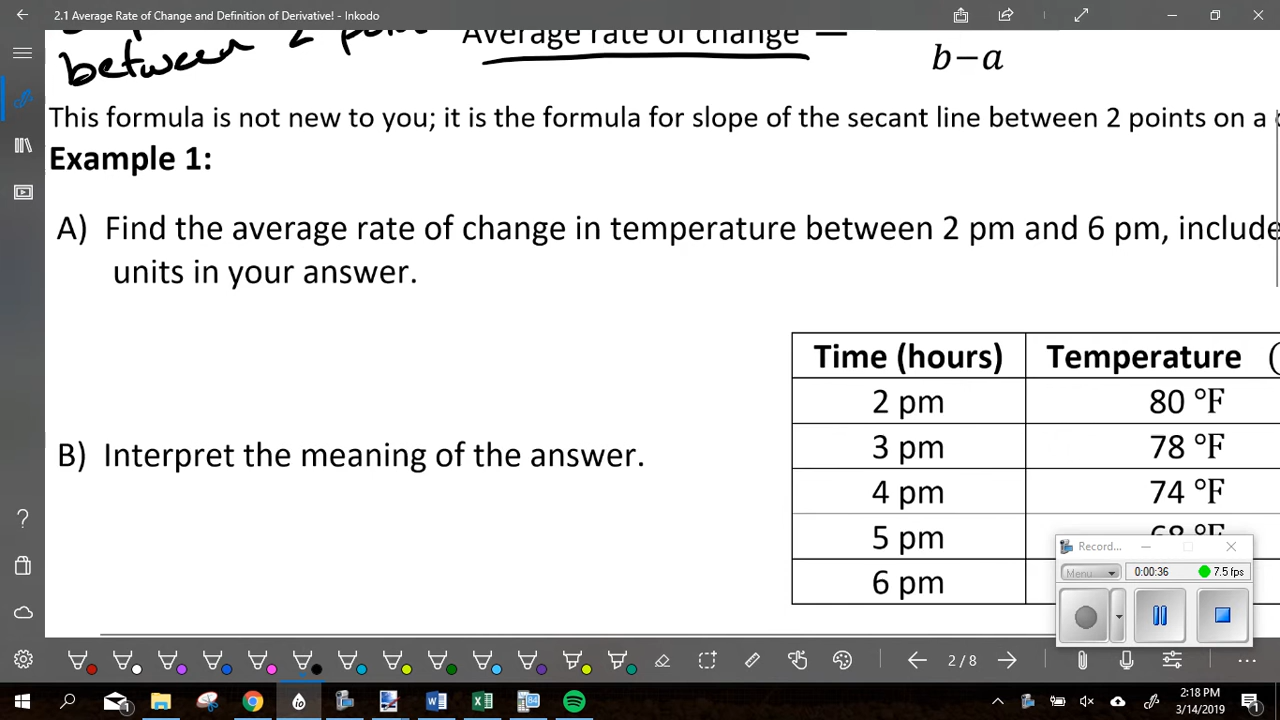 2.1 Average Rate of Change and Definition of Derivative! - Inkodo
between 2 point
Average rate of change =
b−a
This formula is not new to you; it is the formula for slope of the secant line between 2 points on a
Example 1:
A) Find the average rate of change in temperature between 2 pm and 6 pm, include
units in your answer.
Time (hours) Temperature (
2 pm 80 °F
3 pm 78 °F
B) Interpret the meaning of the answer.
4 pm 74 °F
5 pm 68 °F
6 pm
Record...
Menu 0:00:36 7.5 fps
2 / 8
2:18 PM
3/14/2019